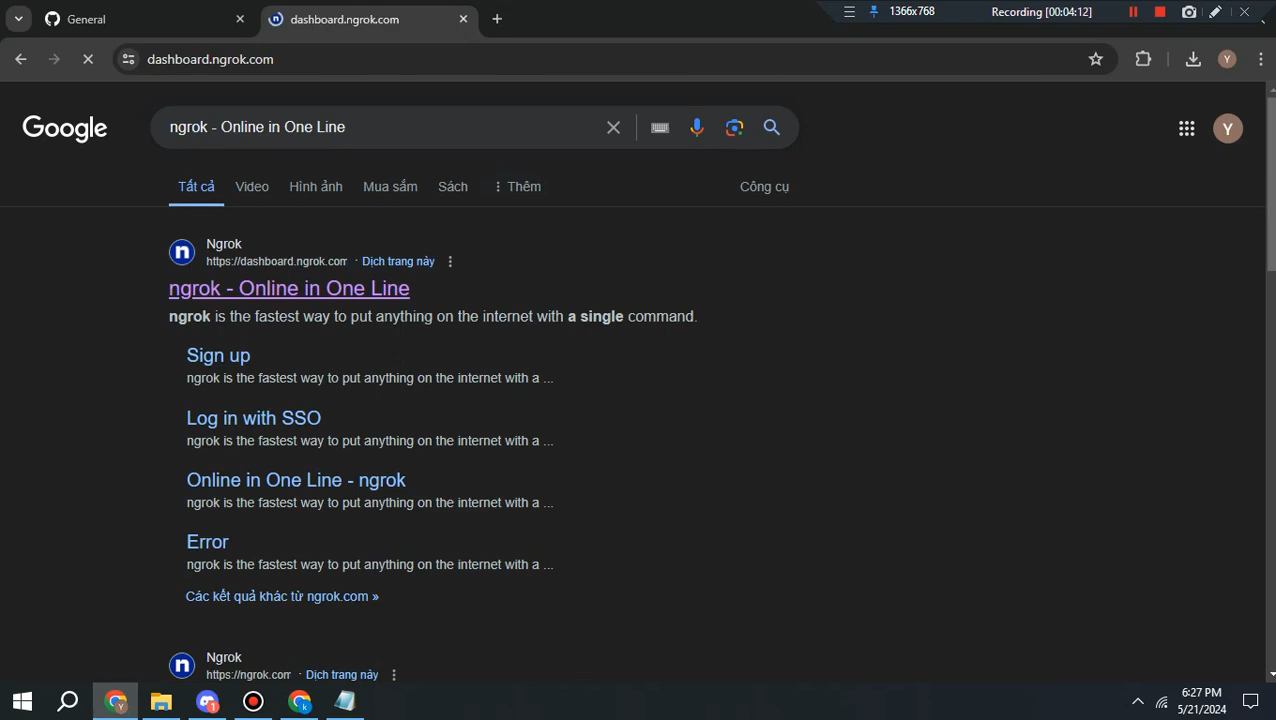 General
dashboard.ngrok.com
1366x768
Recording [00:04:12]
dashboard.ngrok.com
Y
Google
ngrok - Online in One Line
Y
Tất cả
Video
Hình ảnh
Mua sắm
Sách
Thêm
Công cụ
n
Ngrok
https://dashboard.ngrok.com · Dịch trang này
ngrok - Online in One Line
ngrok is the fastest way to put anything on the internet with a single command.
Sign up
ngrok is the fastest way to put anything on the internet with a ...
Log in with SSO
ngrok is the fastest way to put anything on the internet with a ...
Online in One Line - ngrok
ngrok is the fastest way to put anything on the internet with a ...
Error
ngrok is the fastest way to put anything on the internet with a ...
Các kết quả khác từ ngrok.com »
n
Ngrok
https://ngrok.com · Dịch trang này
Y
1
k
6:27 PM
5/21/2024